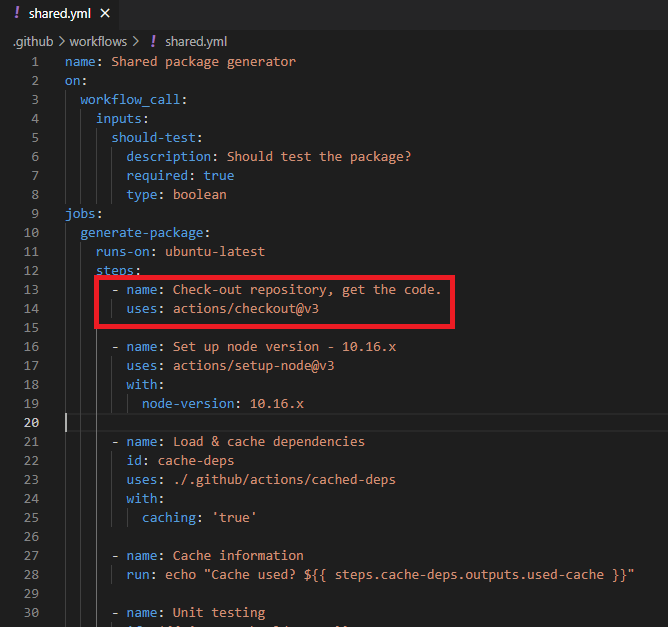 ! shared.yml ×
.github > workflows > ! shared.yml
1 name: Shared package generator
2 on:
3 workflow_call:
4 inputs:
5 should-test:
6 description: Should test the package?
7 required: true
8 type: boolean
9 jobs:
10 generate-package:
11 runs-on: ubuntu-latest
12 steps:
13 - name: Check-out repository, get the code.
14 uses: actions/checkout@v3
15
16 - name: Set up node version - 10.16.x
17 uses: actions/setup-node@v3
18 with:
19 node-version: 10.16.x
20
21 - name: Load & cache dependencies
22 id: cache-deps
23 uses: ./.github/actions/cached-deps
24 with:
25 caching: 'true'
26
27 - name: Cache information
28 run: echo "Cache used? ${{ steps.cache-deps.outputs.used-cache }}"
29
30 - name: Unit testing